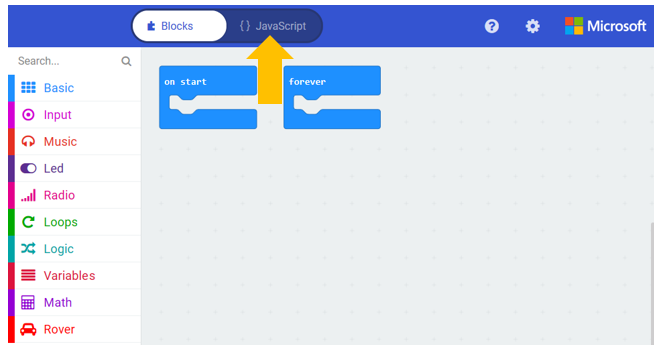 Blocks
{ } JavaScript
?
Microsoft
Search...
Basic
Input
Music
Led
Radio
Loops
Logic
Variables
Math
Rover
on start
forever